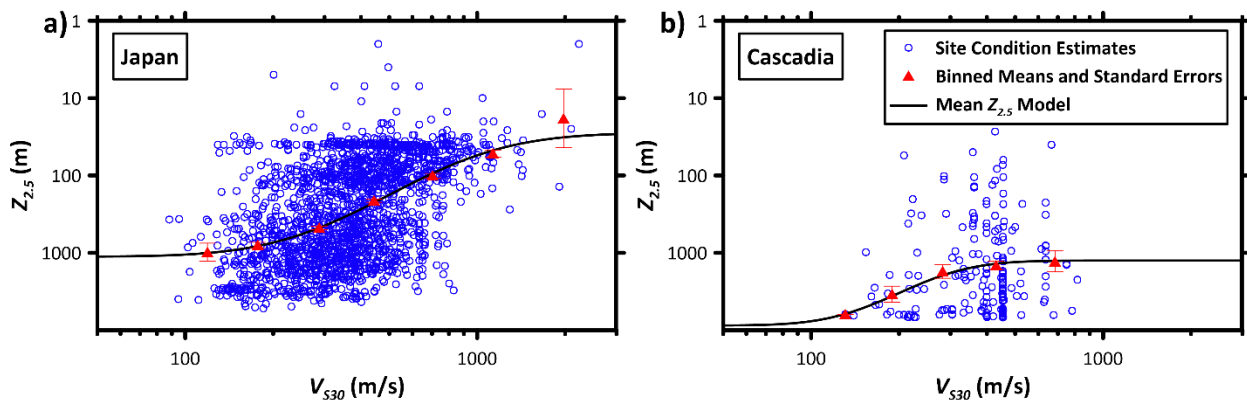 a)
Japan
1
10
100
1000
Z2.5 (m)
100
1000
VS30 (m/s)
b)
Cascadia
Site Condition Estimates
Binned Means and Standard Errors
Mean Z2.5 Model
1
10
100
1000
Z2.5 (m)
100
1000
VS30 (m/s)